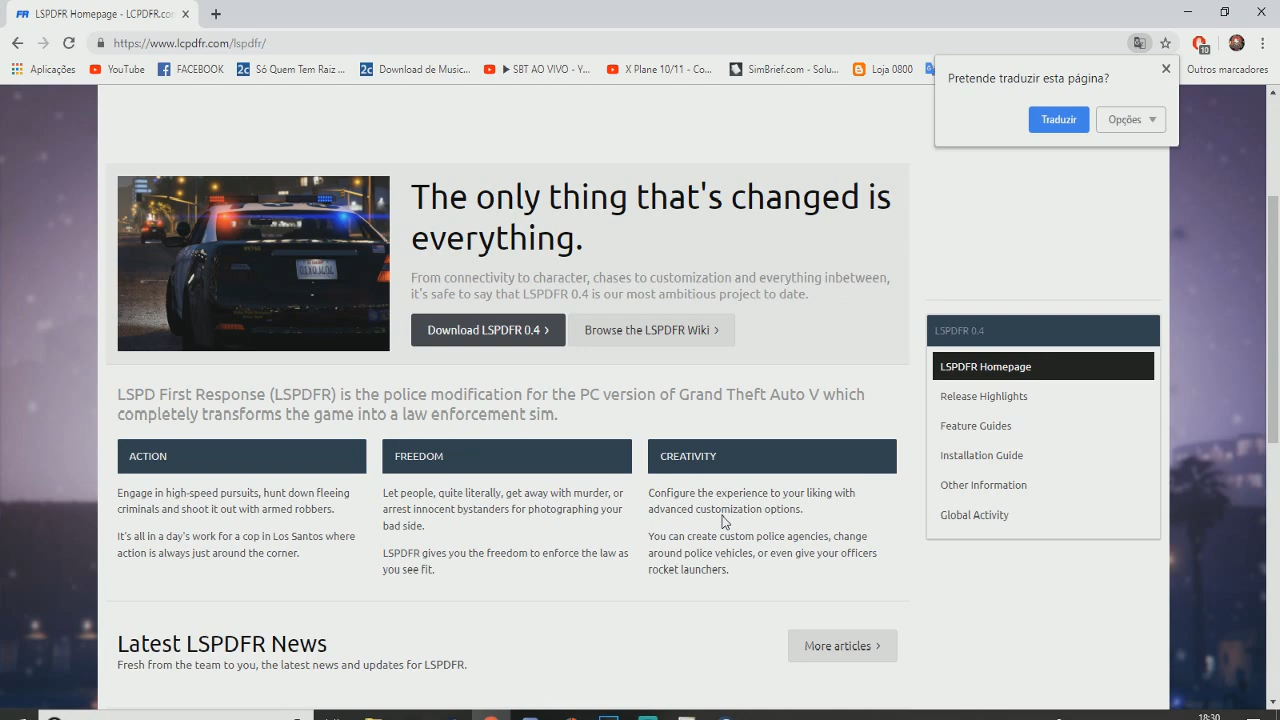 LSPDFR Homepage - LCPDFR.cor
https://www.lcpdfr.com/lspdfr/
10
Aplicações
YouTube
FACEBOOK
Só Quem Tem Raiz ...
Download de Music...
▶ SBT AO VIVO - Y...
X Plane 10/11 - Co...
SimBrief.com - Solu...
Loja 0800
Outros marcadores
Pretende traduzir esta página?
Traduzir
Opções
The only thing that's changed is
everything.
From connectivity to character, chases to customization and everything inbetween,
it's safe to say that LSPDFR 0.4 is our most ambitious project to date.
Download LSPDFR 0.4 ›
Browse the LSPDFR Wiki ›
LSPD First Response (LSPDFR) is the police modification for the PC version of Grand Theft Auto V which
completely transforms the game into a law enforcement sim.
ACTION
Engage in high-speed pursuits, hunt down fleeing
criminals and shoot it out with armed robbers.
It's all in a day's work for a cop in Los Santos where
action is always just around the corner.
FREEDOM
Let people, quite literally, get away with murder, or
arrest innocent bystanders for photographing your
bad side.
LSPDFR gives you the freedom to enforce the law as
you see fit.
CREATIVITY
Configure the experience to your liking with
advanced customization options.
You can create custom police agencies, change
around police vehicles, or even give your officers
rocket launchers.
LSPDFR 0.4
LSPDFR Homepage
Release Highlights
Feature Guides
Installation Guide
Other Information
Global Activity
Latest LSPDFR News
Fresh from the team to you, the latest news and updates for LSPDFR.
More articles ›
18:30